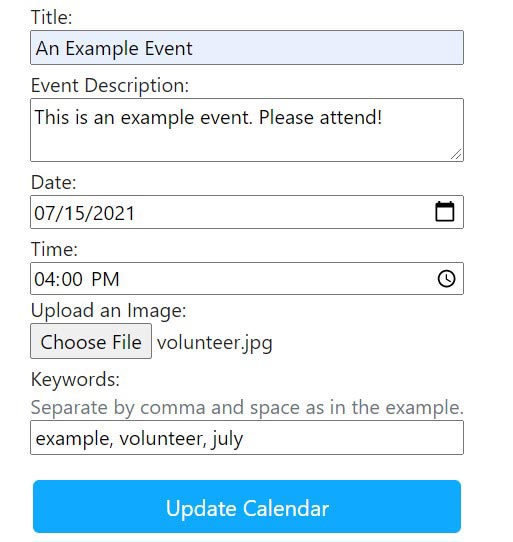 Title:
An Example Event
Event Description:
This is an example event. Please attend!
Date:
07/15/2021
Time:
04:00 PM
Upload an Image:
Choose File volunteer.jpg
Keywords:
Separate by comma and space as in the example.
example, volunteer, july
Update Calendar